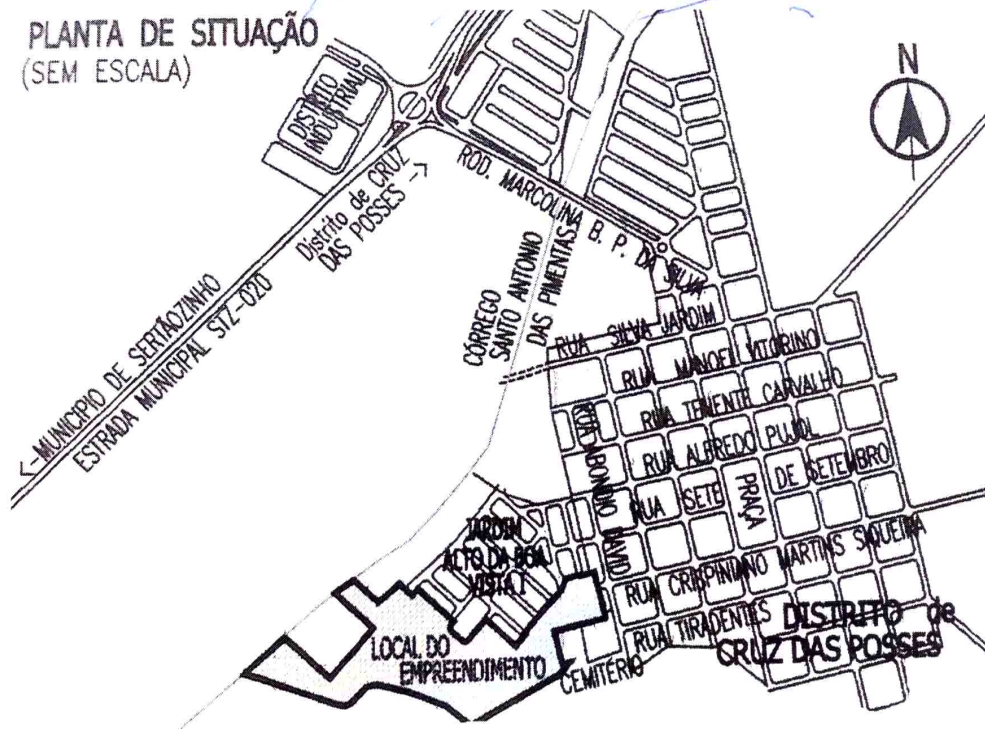 PLANTA DE SITUAÇÃO
(SEM ESCALA)
N
DISTRITO
INDUSTRIAL
Distrito de CRUZ
DAS POSSES ->
ROD. MARCOLINA B. P. DA SILVA
<-MUNICÍPIO DE SERTÃOZINHO
ESTRADA MUNICIPAL STZ-020
CÓRREGO
SANTO ANTONIO
DAS PIMENTAS
RUA SILVA JARDIM
RUA MANOEL VITORINO
RUA TENENTE CARVALHO
RUA ALFREDO PUJOL
RUA SETE DE SETEMBRO
PRAÇA
RUA CRISPINIANO MARTINS SIQUEIRA
RUA TIRADENTES
JARDIM
ALTO DA BOA
VISTA I
LOCAL DO
EMPREENDIMENTO
CEMITÉRIO
DISTRITO de
CRUZ DAS POSSES